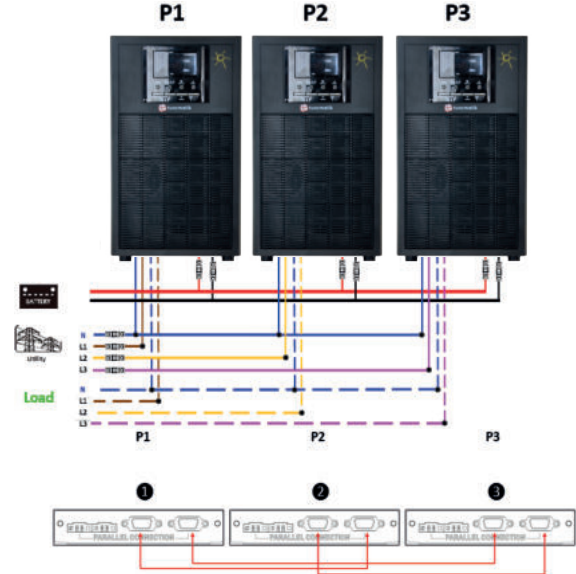 P1 P2 P3
BATTERY
Utility
N
L1
L2
L3
Load
N
L1
L2
L3
P1 P2 P3
1 2 3
PARALLEL CONNECTION PARALLEL CONNECTION PARALLEL CONNECTION